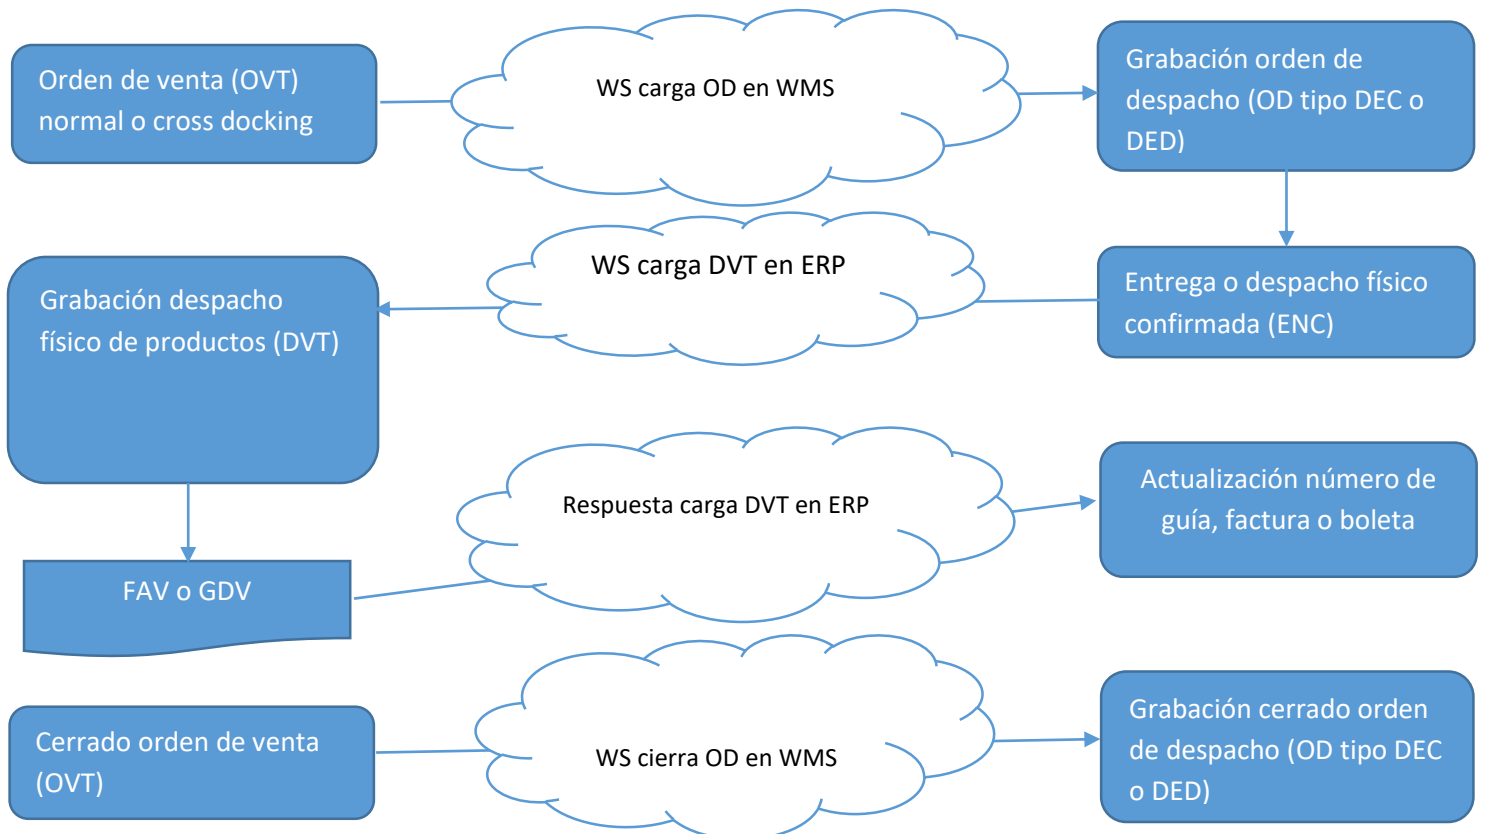 Orden de venta (OVT)
normal o cross docking
WS carga OD en WMS
Grabación orden de
despacho (OD tipo DEC o
DED)
Grabación despacho
físico de productos (DVT)
WS carga DVT en ERP
Entrega o despacho físico
confirmada (ENC)
FAV o GDV
Respuesta carga DVT en ERP
Actualización número de
guía, factura o boleta
Cerrado orden de venta
(OVT)
WS cierra OD en WMS
Grabación cerrado orden
de despacho (OD tipo DEC
o DED)